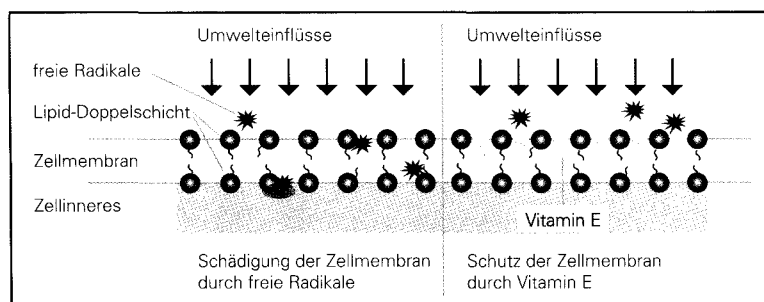 Umwelteinflüsse
Umwelteinflüsse
freie Radikale
Lipid-Doppelschicht
Zellmembran
Zellinneres
Vitamin E
Schädigung der Zellmembran
durch freie Radikale
Schutz der Zellmembran
durch Vitamin E